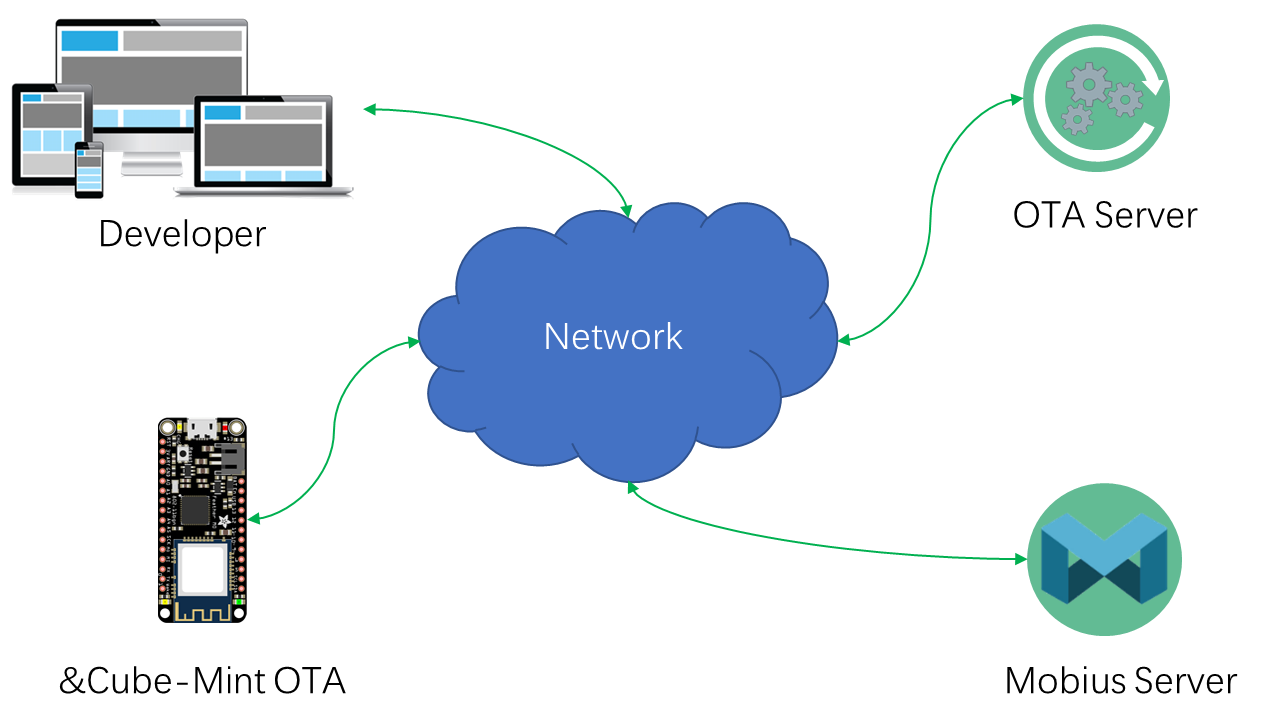 Developer
OTA Server
Network
&Cube-Mint OTA
Mobius Server